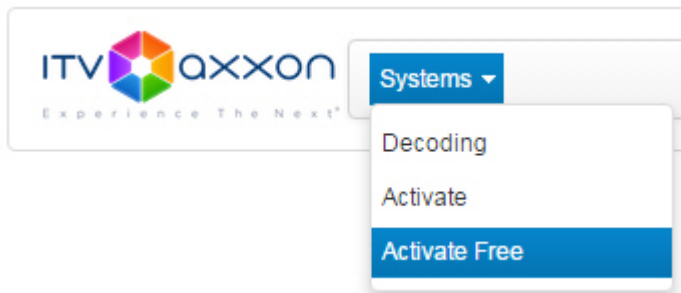 ITV axxon
Experience The Next®
Systems
Decoding
Activate
Activate Free